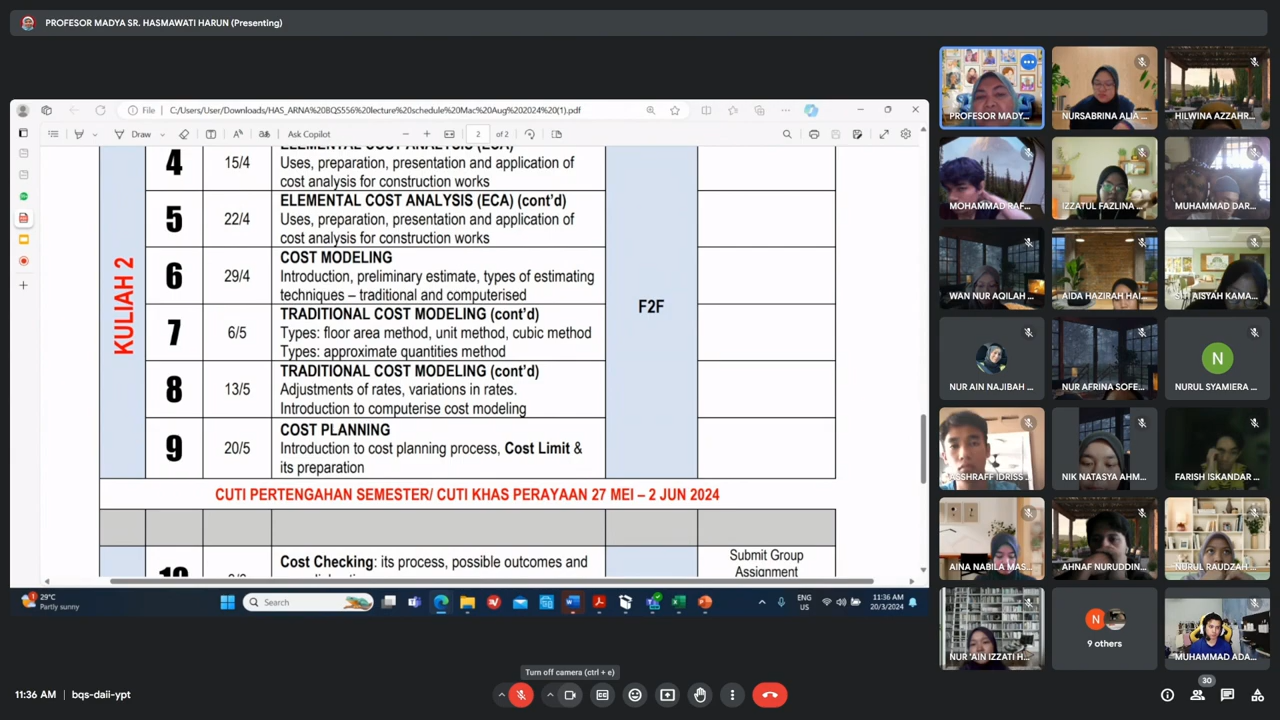 PROFESOR MADYA SR. HASMAWATI HARUN (Presenting)
File
C:/Users/User/Downloads/HAS_ARNA%20BQS556%20lecture%20schedule%20Mac%20Aug%202024%20(1).pdf
Draw
Ask Copilot
2
of 2
KULIAH 2
4
15/4
ELEMENTAL COST ANALYSIS (ECA)
Uses, preparation, presentation and application of
cost analysis for construction works
5
22/4
ELEMENTAL COST ANALYSIS (ECA) (cont’d)
Uses, preparation, presentation and application of
cost analysis for construction works
6
29/4
COST MODELING
Introduction, preliminary estimate, types of estimating
techniques – traditional and computerised
7
6/5
TRADITIONAL COST MODELING (cont’d)
Types: floor area method, unit method, cubic method
Types: approximate quantities method
8
13/5
TRADITIONAL COST MODELING (cont’d)
Adjustments of rates, variations in rates.
Introduction to computerise cost modeling
9
20/5
COST PLANNING
Introduction to cost planning process, Cost Limit &
its preparation
F2F
CUTI PERTENGAHAN SEMESTER/ CUTI KHAS PERAYAAN 27 MEI – 2 JUN 2024
10
Cost Checking: its process, possible outcomes and
Submit Group
Assignment
29°C
Partly sunny
Search
ENG
US
11:36 AM
20/3/2024
PROFESOR MADY...
NURSABRINA ALIA ...
HILWINA AZZAHR...
MOHAMMAD RAF...
IZZATUL FAZLINA ...
MUHAMMAD DAR...
WAN NUR AQILAH ...
AIDA HAZIRAH HAI...
SITI AISYAH KAMA...
NUR AIN NAJIBAH ...
NUR AFRINA SOFE...
N
NURUL SYAMIERA ...
ASSHRAFF IDRISS ...
NIK NATASYA AHM...
FARISH ISKANDAR ...
AINA NABILA MAS...
AHNAF NURUDDIN...
NURUL RAUDZAH ...
NUR 'AIN IZZATI H...
N
9 others
MUHAMMAD ADA...
Turn off camera (ctrl + e)
11:36 AM | bqs-daii-ypt
30